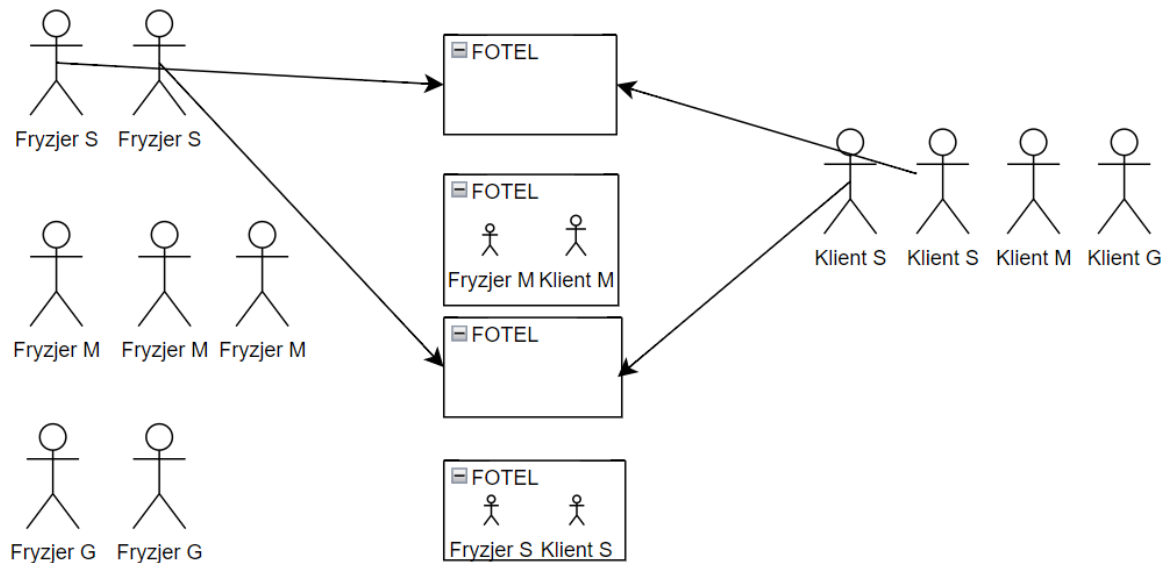 FOTEL
Fryzjer S Fryzjer S
FOTEL
Fryzjer M Klient M
Klient S Klient S Klient M Klient G
FOTEL
Fryzjer M Fryzjer M Fryzjer M
FOTEL
Fryzjer S Klient S
Fryzjer G Fryzjer G